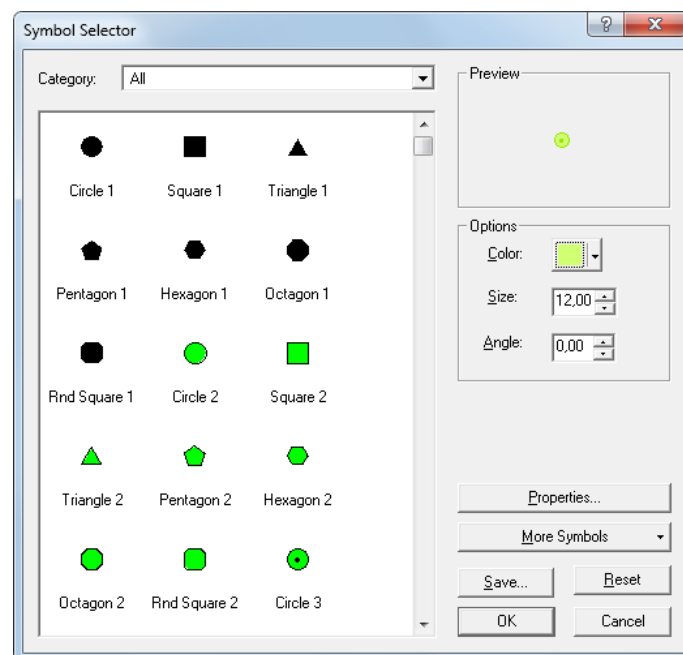 Symbol Selector
Category: All
Circle 1 Square 1 Triangle 1
Pentagon 1 Hexagon 1 Octagon 1
Rnd Square 1 Circle 2 Square 2
Triangle 2 Pentagon 2 Hexagon 2
Octagon 2 Rnd Square 2 Circle 3
Preview
Options
Color:
Size: 12,00
Angle: 0,00
Properties...
More Symbols
Save... Reset
OK Cancel